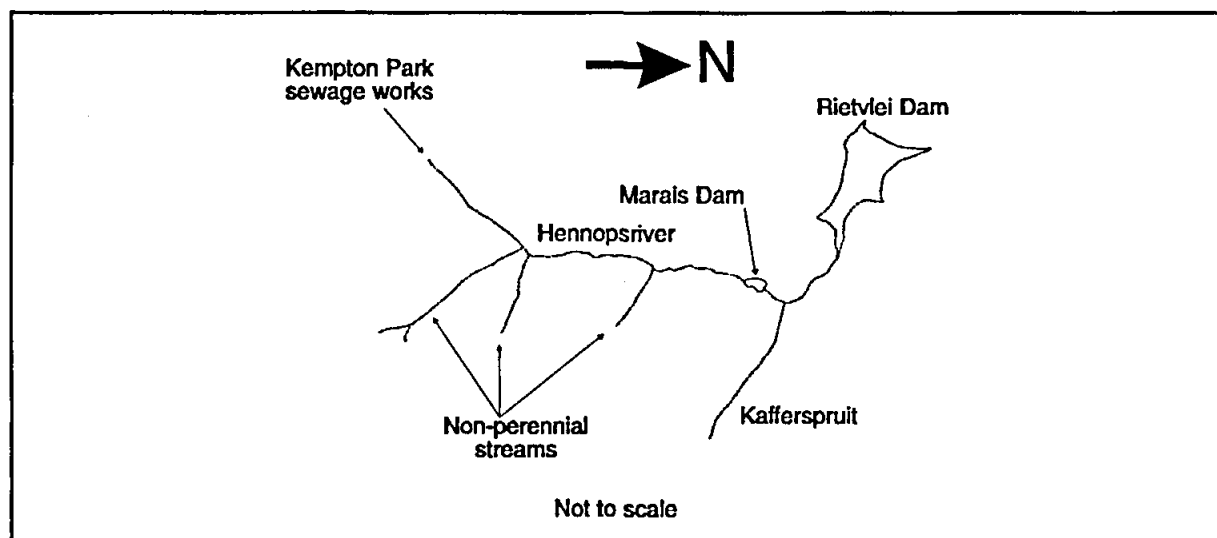 Kempton Park
sewage works
N
Rietvlei Dam
Marais Dam
Hennopsriver
Non-perennial
streams
Kafferspruit
Not to scale